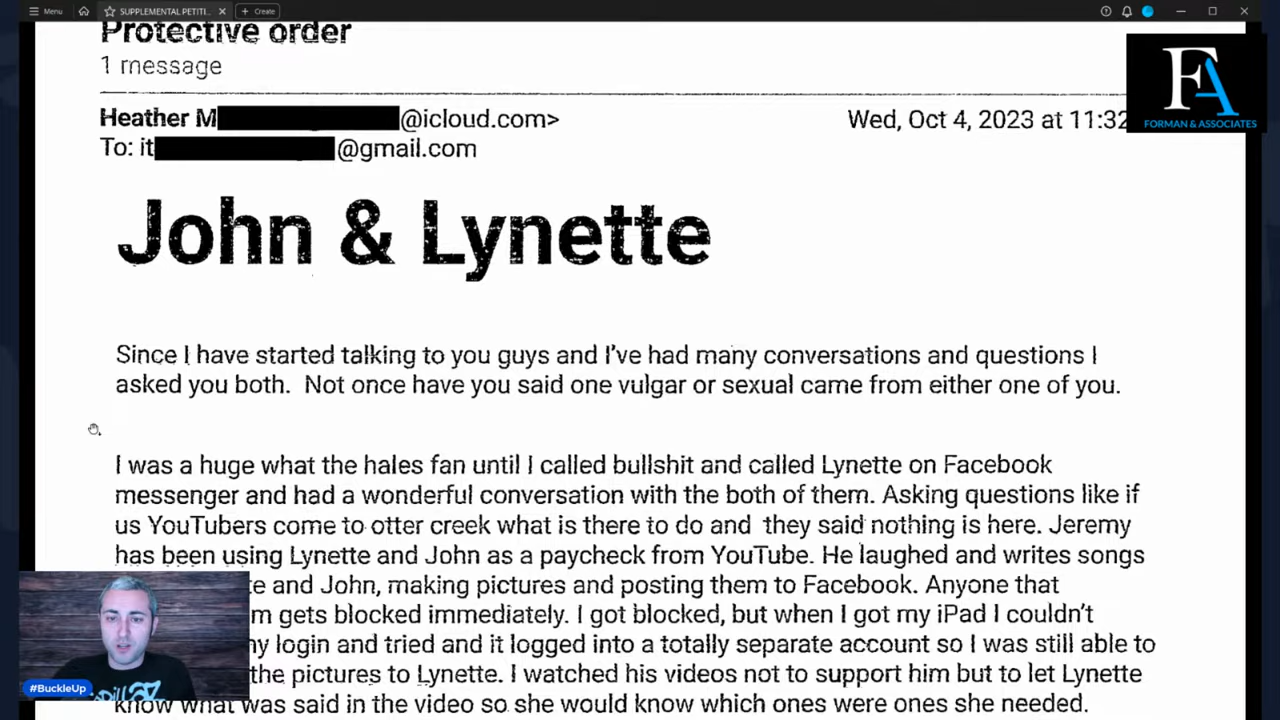 Menu
SUPPLEMENTAL PETITI...
Create
Protective order
1 message
Heather M @icloud.com>
Wed, Oct 4, 2023 at 11:32
To: it @gmail.com
FA
FORMAN & ASSOCIATES
John & Lynette
Since I have started talking to you guys and I've had many conversations and questions I
asked you both. Not once have you said one vulgar or sexual came from either one of you.
I was a huge what the hales fan until I called bullshit and called Lynette on Facebook
messenger and had a wonderful conversation with the both of them. Asking questions like if
us YouTubers come to otter creek what is there to do and they said nothing is here. Jeremy
has been using Lynette and John as a paycheck from YouTube. He laughed and writes songs
and John, making pictures and posting them to Facebook. Anyone that
gets blocked immediately. I got blocked, but when I got my iPad I couldn't
login and tried and it logged into a totally separate account so I was still able to
the pictures to Lynette. I watched his videos not to support him but to let Lynette
know what was said in the video so she would know which ones were ones she needed.
#BuckleUp